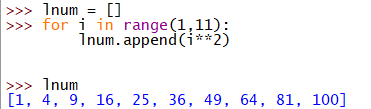 >>> lnum = []
>>> for i in range(1,11):
        lnum.append(i**2)
>>> lnum
[1, 4, 9, 16, 25, 36, 49, 64, 81, 100]